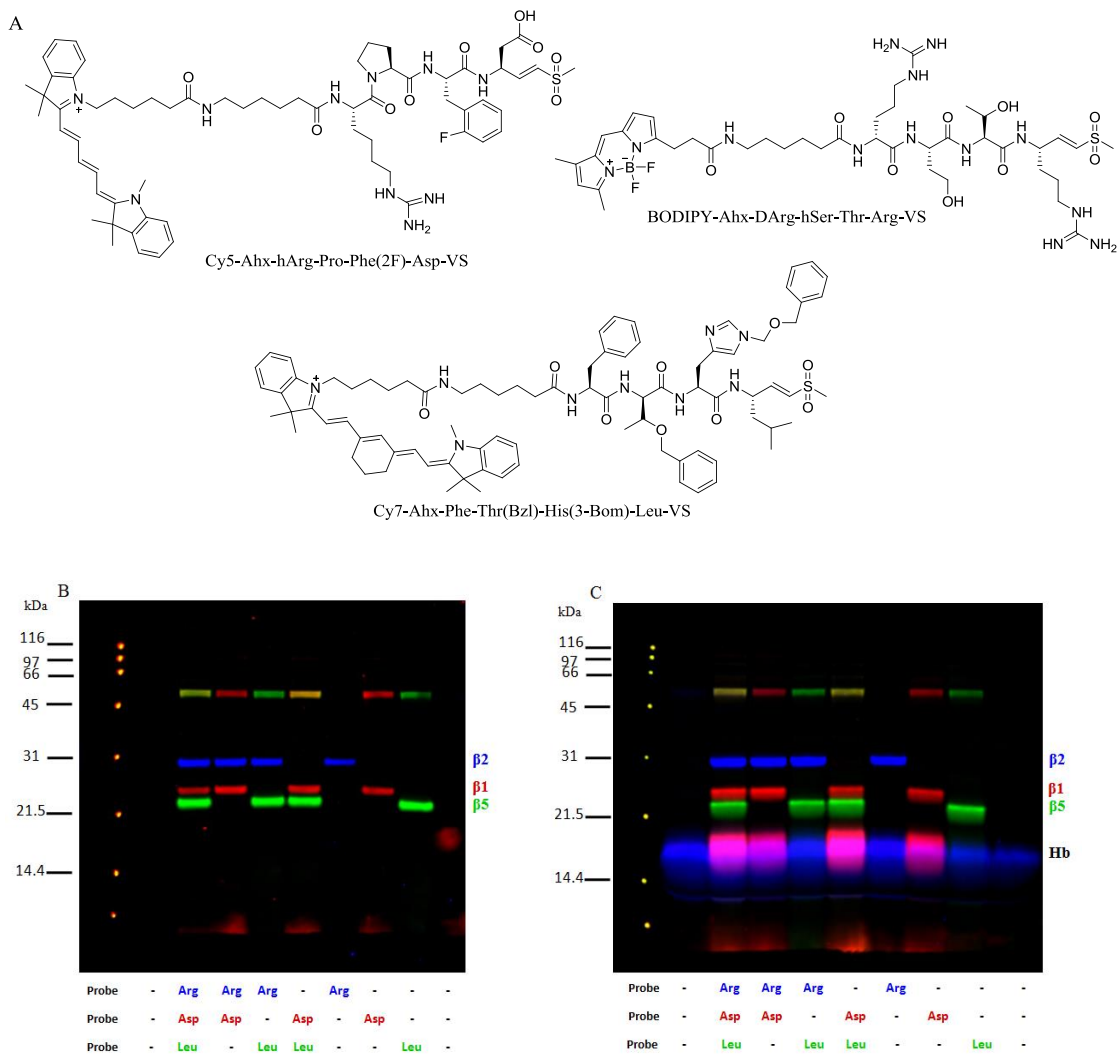 A
OH
O
O
HN
O
S
O
O
N
H
O
N+
N
H
O
N
H
O
F
N
H
NH
NH2
N
BODIPY-Ahx-DArg-hSer-Thr-Arg-VS
Cy5-Ahx-hArg-Pro-Phe(2F)-Asp-VS
Cy7-Ahx-Phe-Thr(Bzl)-His(3-Bom)-Leu-VS
B
kDa
116
97
66
45
31
21.5
14.4
β2
β1
β5
Probe - Arg Arg Arg - Arg - - -
Probe - Asp Asp - Asp - Asp - -
Probe - Leu - Leu Leu - - Leu -
C
kDa
116
97
66
45
31
21.5
14.4
β2
β1
β5
Hb
Probe - Arg Arg Arg - Arg - - -
Probe - Asp Asp - Asp - Asp - -
Probe - Leu - Leu Leu - - Leu -